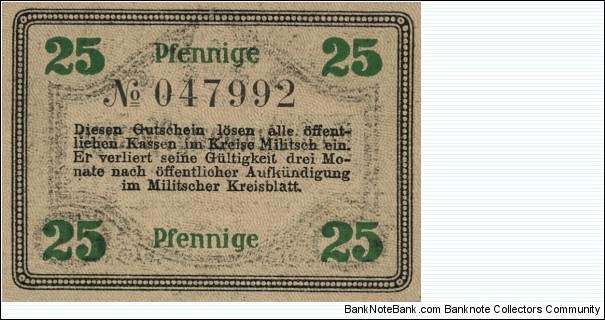 25 Pfennige 25
№ 047992
Diesen Gutschein lösen alle öffent-
lichen Kassen im Kreise Militsch ein.
Er verliert seine Gültigkeit drei Mo-
nate nach öffentlicher Aufkündigung
im Militscher Kreisblatt.
25 Pfennige 25
BankNoteBank.com Banknote Collectors Community